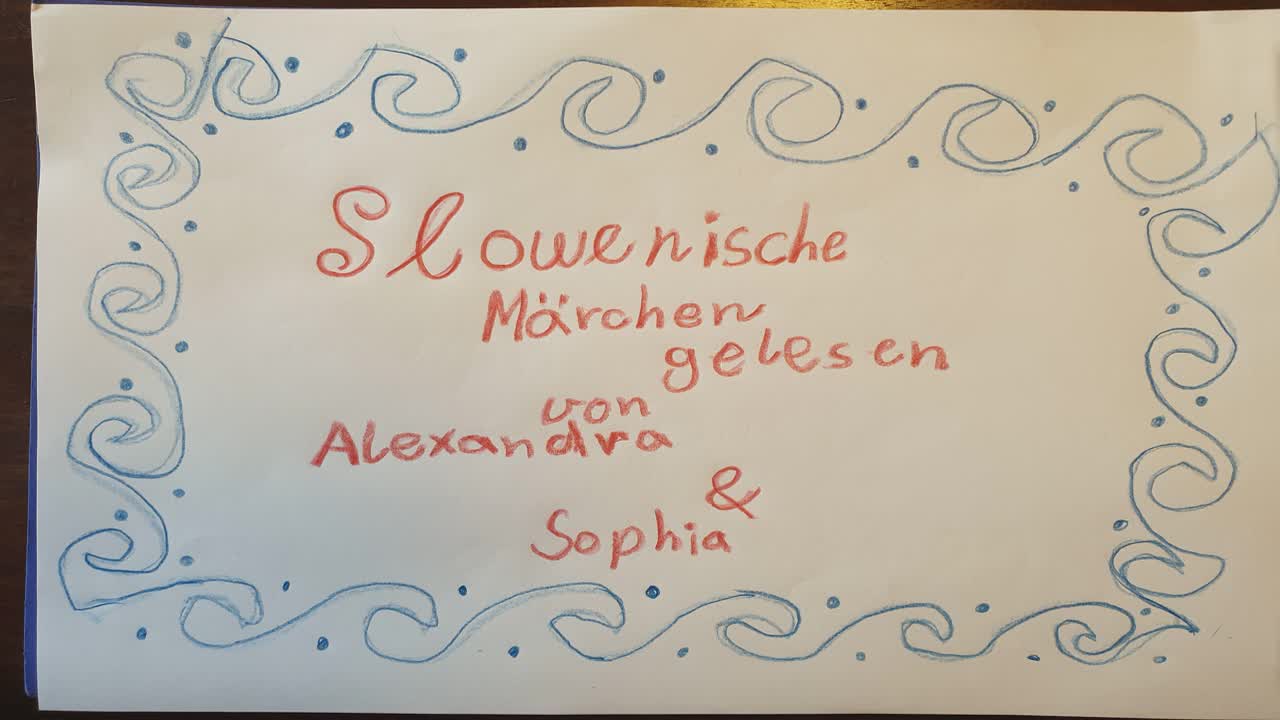 Slowenische
Märchen
gelesen
von
Alexandra
&
Sophia